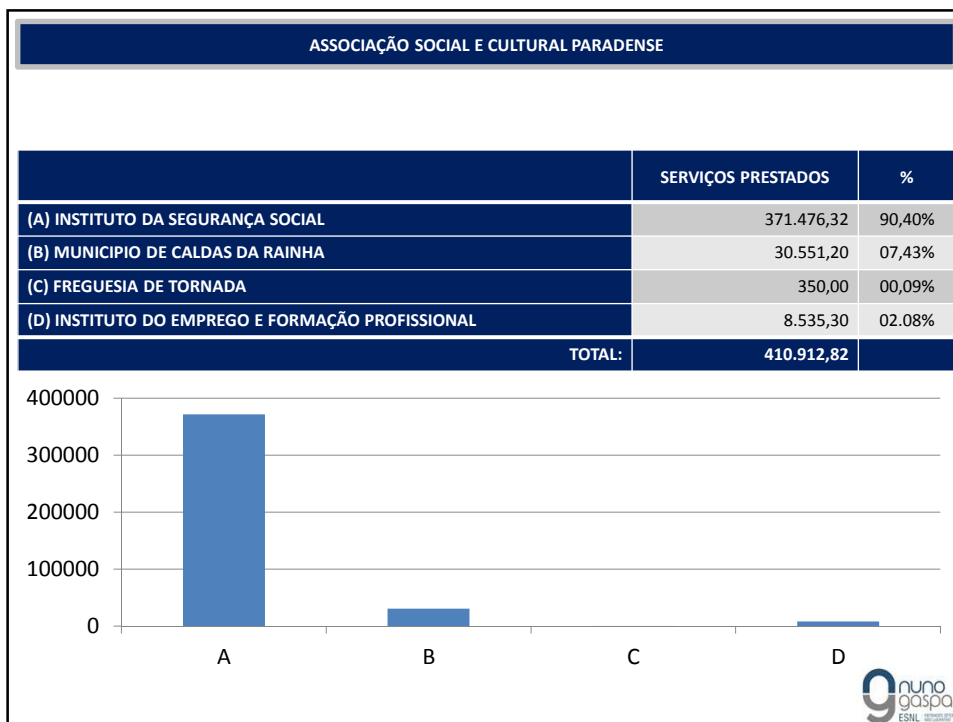 ASSOCIAÇÃO SOCIAL E CULTURAL PARADENSE
SERVIÇOS PRESTADOS %
(A) INSTITUTO DA SEGURANÇA SOCIAL 371.476,32 90,40%
(B) MUNICIPIO DE CALDAS DA RAINHA 30.551,20 07,43%
(C) FREGUESIA DE TORNADA 350,00 00,09%
(D) INSTITUTO DO EMPREGO E FORMAÇÃO PROFISSIONAL 8.535,30 02.08%
TOTAL: 410.912,82
400000
300000
200000
100000
0
A B C D
nuno
gaspa
ESNL